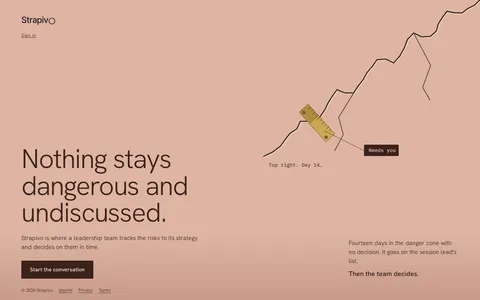 Strapivo
Sign in
Needs you
Top right. Day 14.
Nothing stays
dangerous and
undiscussed.
Strapivo is where a leadership team tracks the risks to its strategy
and decides on them in time.
Start the conversation
Fourteen days in the danger zone with
no decision. It goes on the session lead's
list.
Then the team decides.
© 2026 Strapivo Imprint Privacy Terms